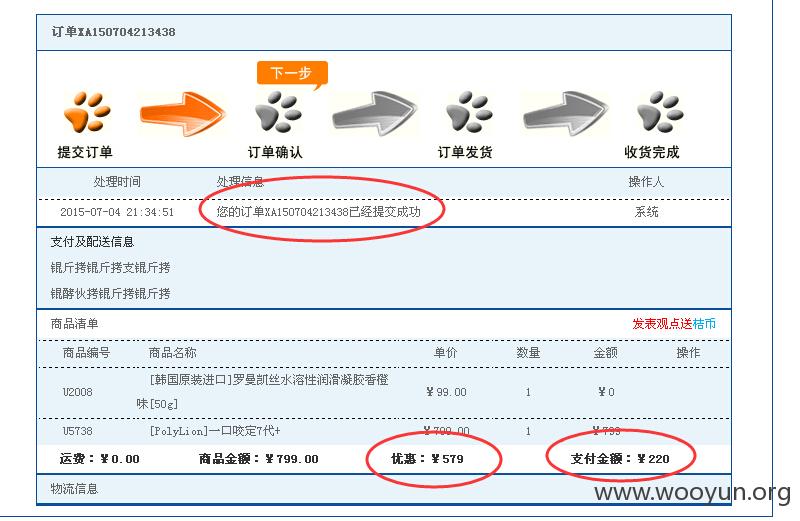 订单XA150704213438
下一步
提交订单 订单确认 订单发货 收货完成
处理时间 处理信息 操作人
2015-07-04 21:34:51 您的订单XA150704213438已经提交成功 系统
支付及配送信息
锟斤拷锟斤拷支锟斤拷
锟酵伙拷锟斤拷锟斤拷
商品清单 发表观点送桔币
商品编号 商品名称 单价 数量 金额 操作
U2008 [韩国原装进口]罗曼凯丝水溶性润滑凝胶香橙 ¥99.00 1 ¥0
味[50g]
U5738 [PolyLion]一口咬定7代+ ¥799.00 1 ¥799
运费：¥0.00 商品金额：¥799.00 优惠：¥579 支付金额：¥220
物流信息
www.wooyun.org